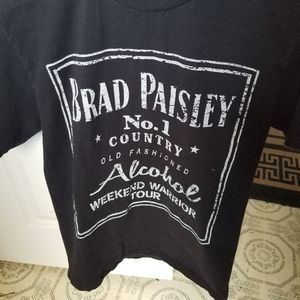 BRAD PAISLEY
No.1
COUNTRY
OLD FASHIONED
Alcohol
WEEKEND WARRIOR
TOUR